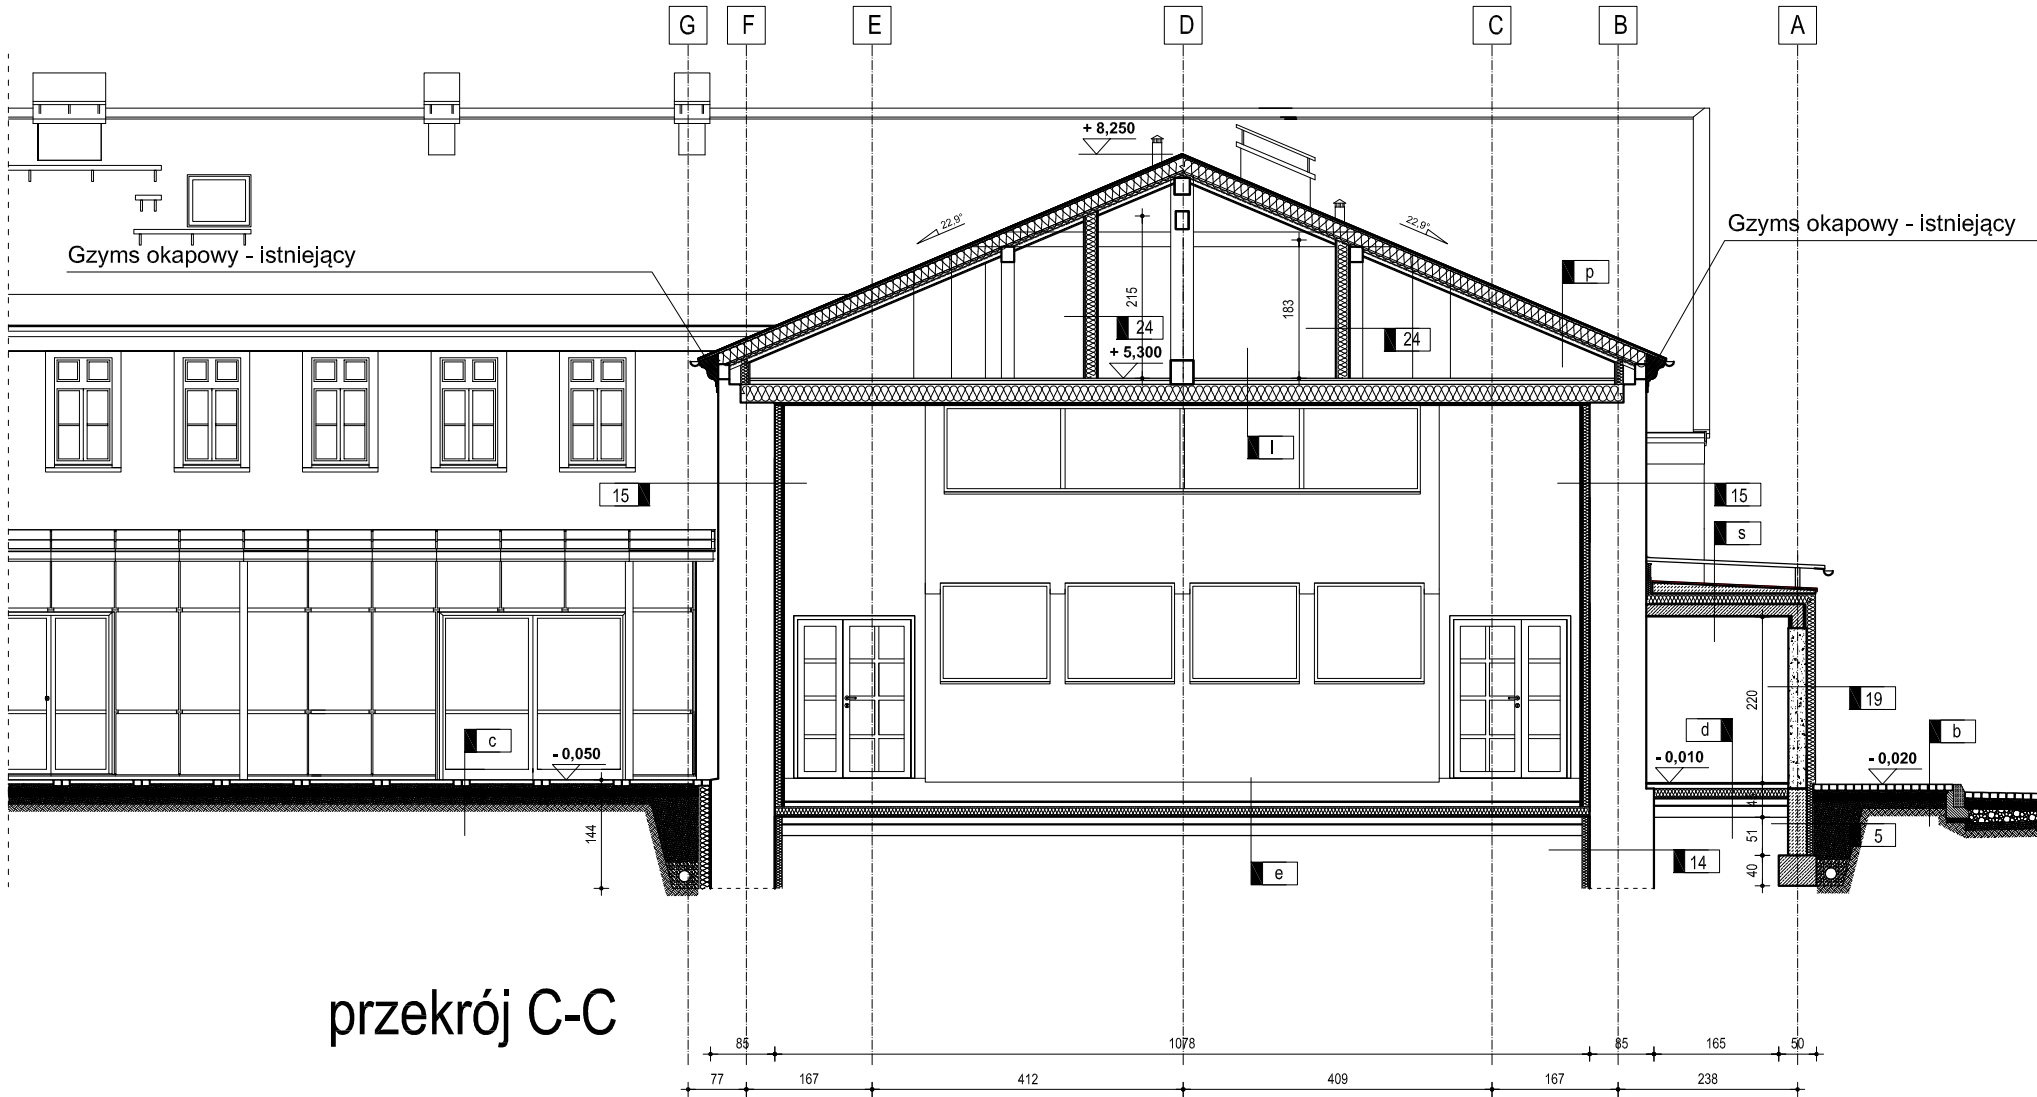 G F E D C B A
+ 8,250
22,9°
22,9°
Gzyms okapowy - istniejący
Gzyms okapowy - istniejący
p
215
183
24
24
+ 5,300
l
15
15
s
220
19
c
d
b
- 0,050
- 0,010
- 0,020
144
51
5
14
40
e
przekrój C-C
85 1078 85 165 50
77 167 412 409 167 238